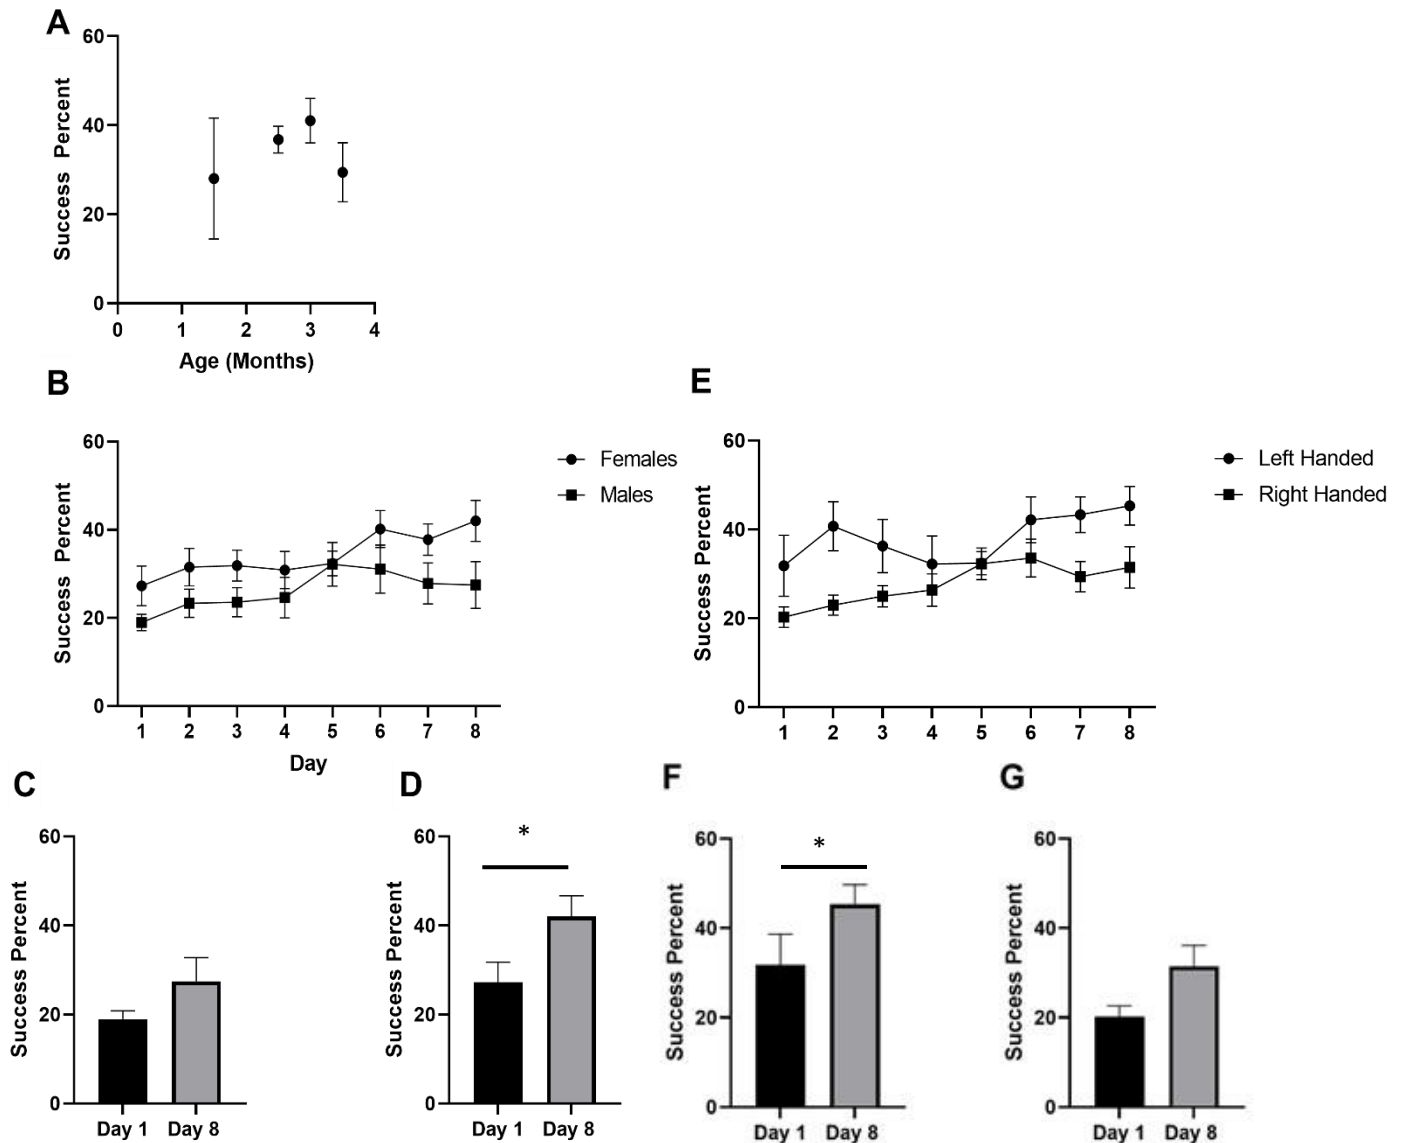 A
60
40
20
0
Success Percent
0 1 2 3 4
Age (Months)
B
60
40
20
0
Success Percent
1 2 3 4 5 6 7 8
Day
Females
Males
E
60
40
20
0
Success Percent
1 2 3 4 5 6 7 8
Left Handed
Right Handed
C
60
40
20
0
Success Percent
Day 1 Day 8
D
60
40
20
0
Success Percent
*
Day 1 Day 8
F
60
40
20
0
Success Percent
*
Day 1 Day 8
G
60
40
20
0
Success Percent
Day 1 Day 8